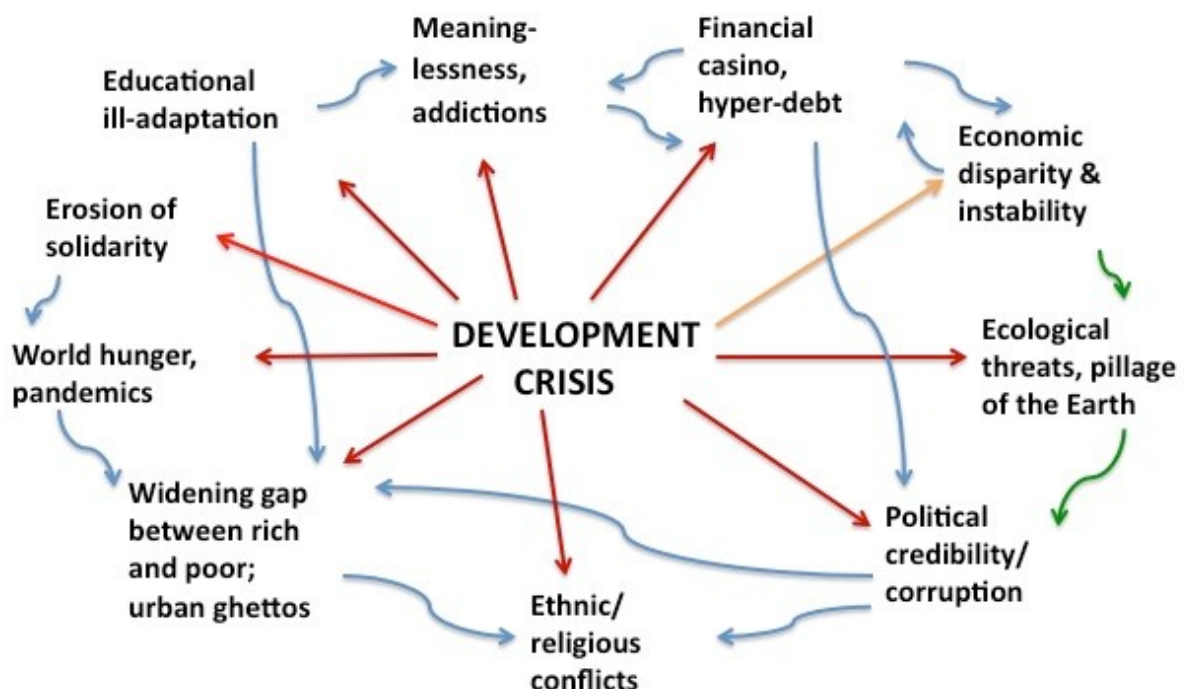 Meaning-
lessness,
addictions
Financial
casino,
hyper-debt
Educational
ill-adaptation
Economic
disparity &
instability
Erosion of
solidarity
DEVELOPMENT
CRISIS
World hunger,
pandemics
Ecological
threats, pillage
of the Earth
Widening gap
between rich
and poor;
urban ghettos
Political
credibility/
corruption
Ethnic/
religious
conflicts